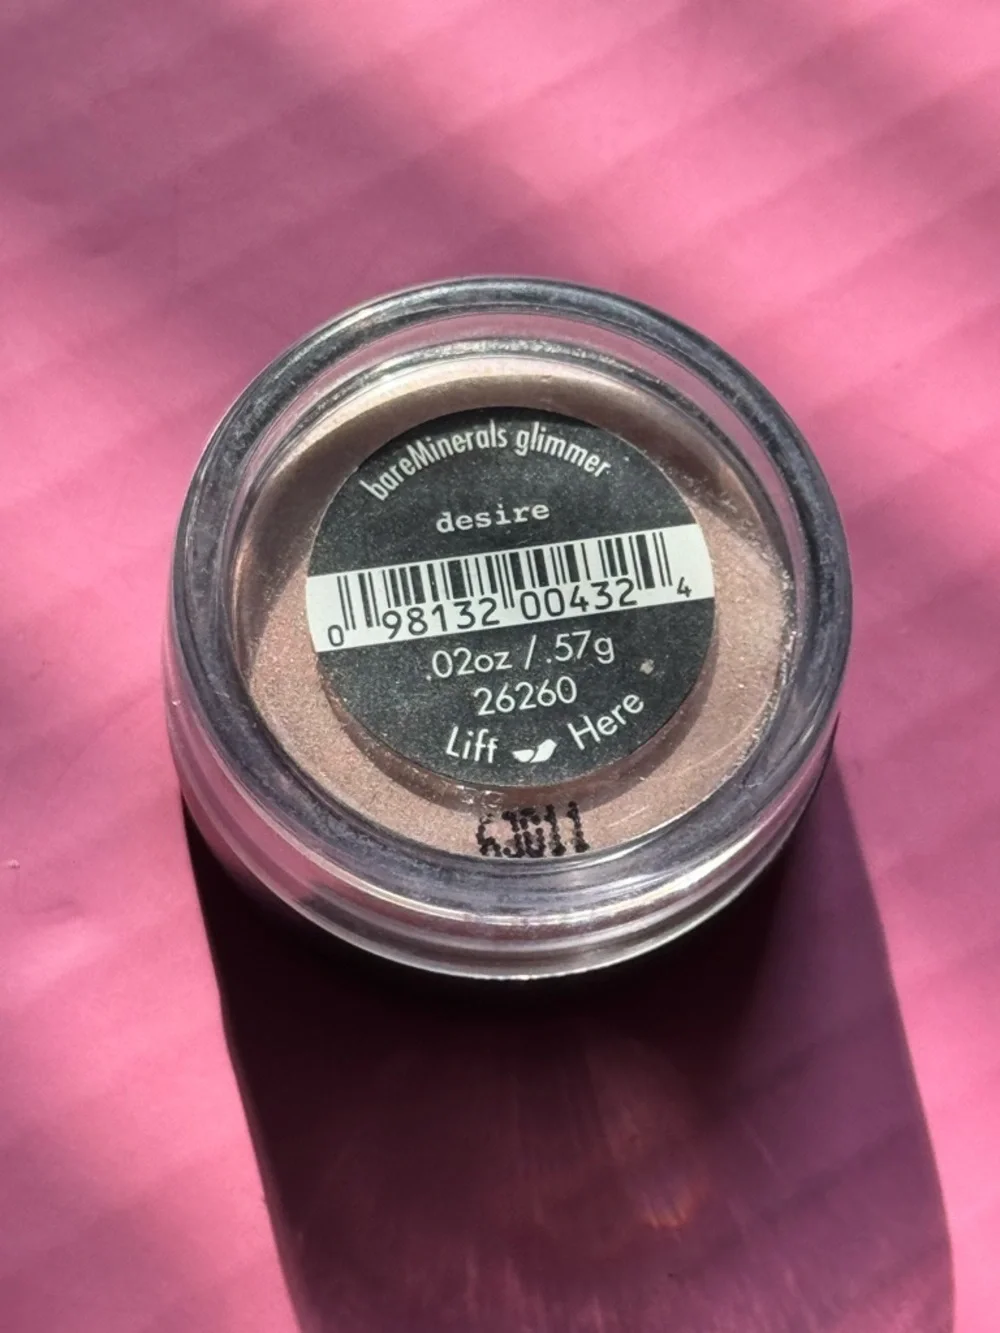 bareMinerals glimmer
desire
0 98132 00432 4
.02oz / .57g
26260
Lift Here